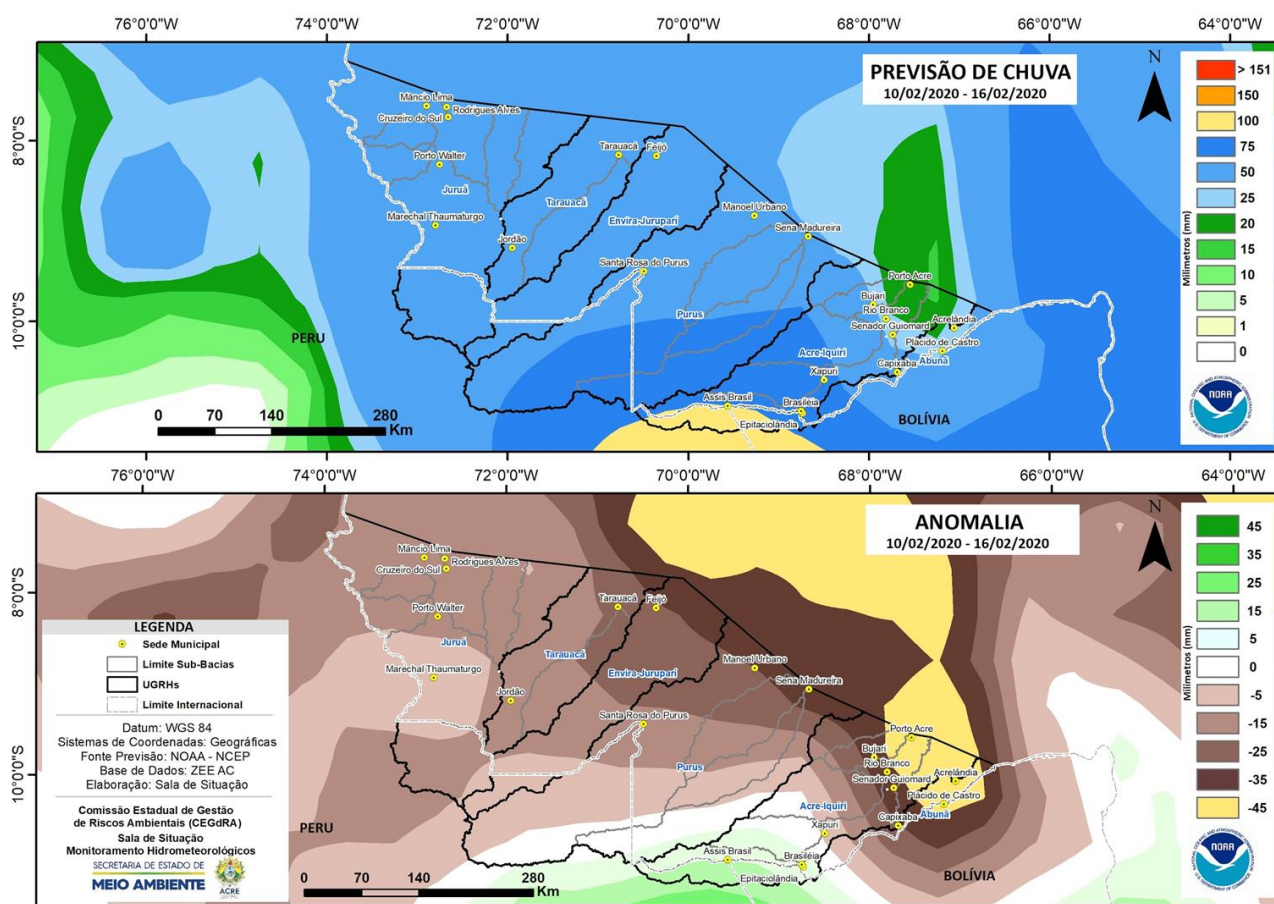 76°0'0"W 74°0'0"W 72°0'0"W 70°0'0"W 68°0'0"W 66°0'0"W 64°0'0"W
8°0'0"S
10°0'0"S
PREVISÃO DE CHUVA
10/02/2020 - 16/02/2020
N
Milímetros (mm)
> 151
150
100
75
50
25
20
15
10
5
1
0
Mâncio Lima
Rodrigues Alves
Cruzeiro do Sul
Porto Walter
Juruá
Marechal Thaumaturgo
Tarauacá
Feijó
Tarauacá
Envira-Jurupari
Jordão
Santa Rosa do Purus
Manoel Urbano
Sena Madureira
Purus
Porto Acre
Bujari
Rio Branco
Senador Guiomard
Acrelândia
Plácido de Castro
Acre-Iquiri
Abunã
Capixaba
Xapuri
Assis Brasil
Brasiléia
Epitaciolândia
PERU
BOLÍVIA
0 70 140 280
Km
76°0'0"W 74°0'0"W 72°0'0"W 70°0'0"W 68°0'0"W 66°0'0"W 64°0'0"W
8°0'0"S
10°0'0"S
ANOMALIA
10/02/2020 - 16/02/2020
N
Milímetros (mm)
45
35
25
15
5
0
-5
-15
-25
-35
-45
Mâncio Lima
Rodrigues Alves
Cruzeiro do Sul
Porto Walter
Juruá
Marechal Thaumaturgo
Tarauacá
Feijó
Tarauacá
Envira-Jurupari
Jordão
Santa Rosa do Purus
Manoel Urbano
Sena Madureira
Purus
Porto Acre
Bujari
Rio Branco
Senador Guiomard
Acrelândia
Plácido de Castro
Acre-Iquiri
Abunã
Capixaba
Xapuri
Assis Brasil
Brasiléia
Epitaciolândia
PERU
BOLÍVIA
0 70 140 280
Km
LEGENDA
Sede Municipal
Limite Sub-Bacias
UGRHs
Limite Internacional
Datum: WGS 84
Sistemas de Coordenadas: Geográficas
Fonte Previsão: NOAA - NCEP
Base de Dados: ZEE AC
Elaboração: Sala de Situação
Comissão Estadual de Gestão
de Riscos Ambientais (CEGdRA)
Sala de Situação
Monitoramento Hidrometeorológicos
SECRETARIA DE ESTADO DE
MEIO AMBIENTE
ACRE
NOAA
NOAA